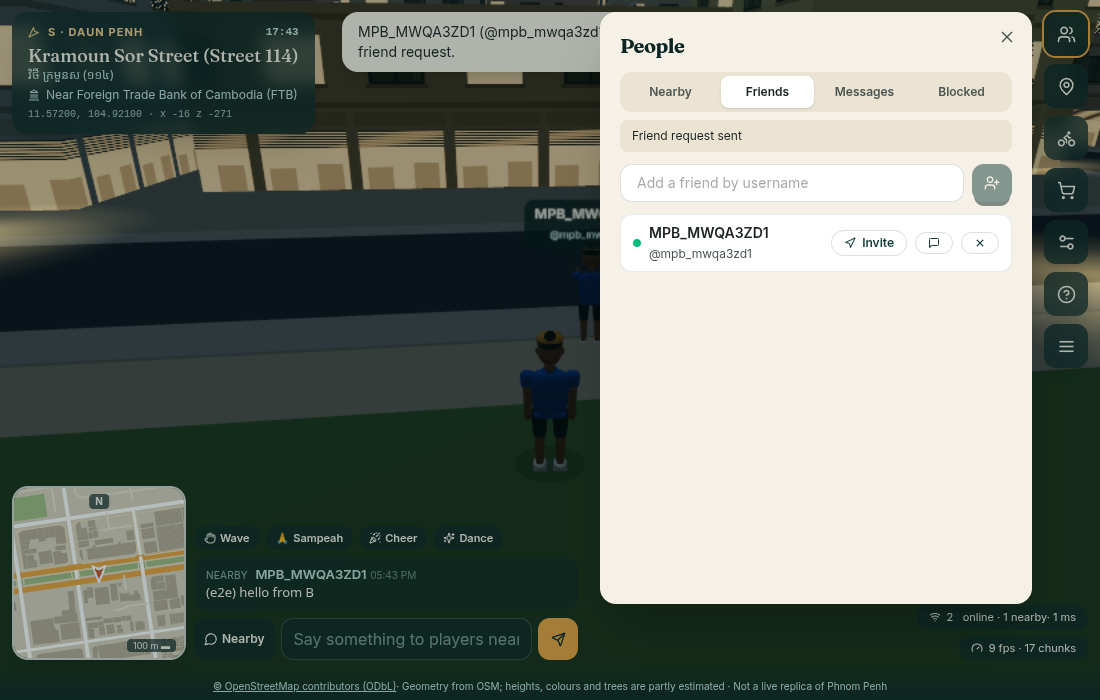 S · DAUN PENH 17:43
Kramoun Sor Street (Street 114)
វិថី ក្រមួនស (១១៤)
Near Foreign Trade Bank of Cambodia (FTB)
11.57200, 104.92100 · x -16 z -271
MPB_MWQA3ZD1 (@mpb_mwqa3zd
friend request.
MPB_MW
@mpb_mw
People
Nearby Friends Messages Blocked
Friend request sent
Add a friend by username
MPB_MWQA3ZD1
@mpb_mwqa3zd1
Invite
N
100 m
Wave 🙏 Sampeah Cheer Dance
NEARBY MPB_MWQA3ZD1 05:43 PM
(e2e) hello from B
Nearby
Say something to players near
2 online · 1 nearby· 1 ms
9 fps · 17 chunks
© OpenStreetMap contributors (ODbL)· Geometry from OSM; heights, colours and trees are partly estimated · Not a live replica of Phnom Penh